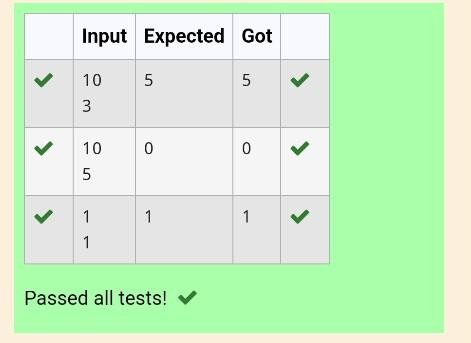 Input Expected Got
10 5 5
3
10 0 0
5
1 1 1
1
Passed all tests!